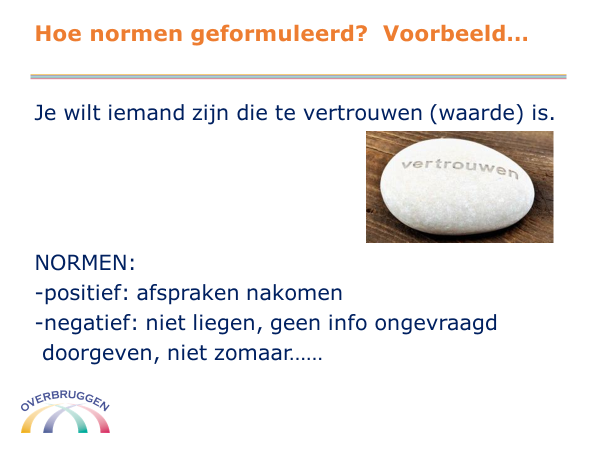 Hoe normen geformuleerd?  Voorbeeld…
Je wilt iemand zijn die te vertrouwen (waarde) is.
vertrouwen
NORMEN:
-positief: afspraken nakomen
-negatief: niet liegen, geen info ongevraagd
doorgeven, niet zomaar……
OVERBRUGGEN